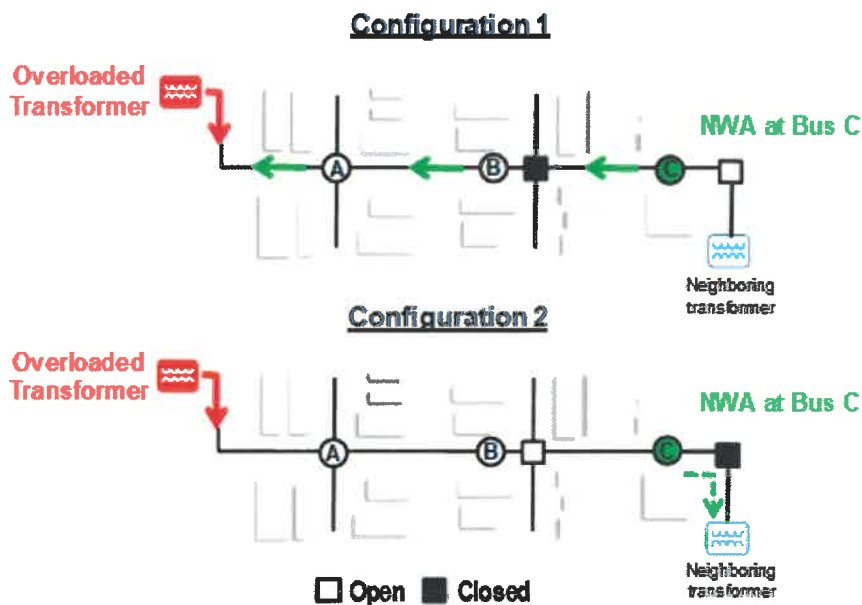 Configuration 1
Overloaded
Transformer
NWA at Bus C
A
B
C
Neighboring
transformer
Configuration 2
Overloaded
Transformer
NWA at Bus C
A
B
C
Neighboring
transformer
Open Closed